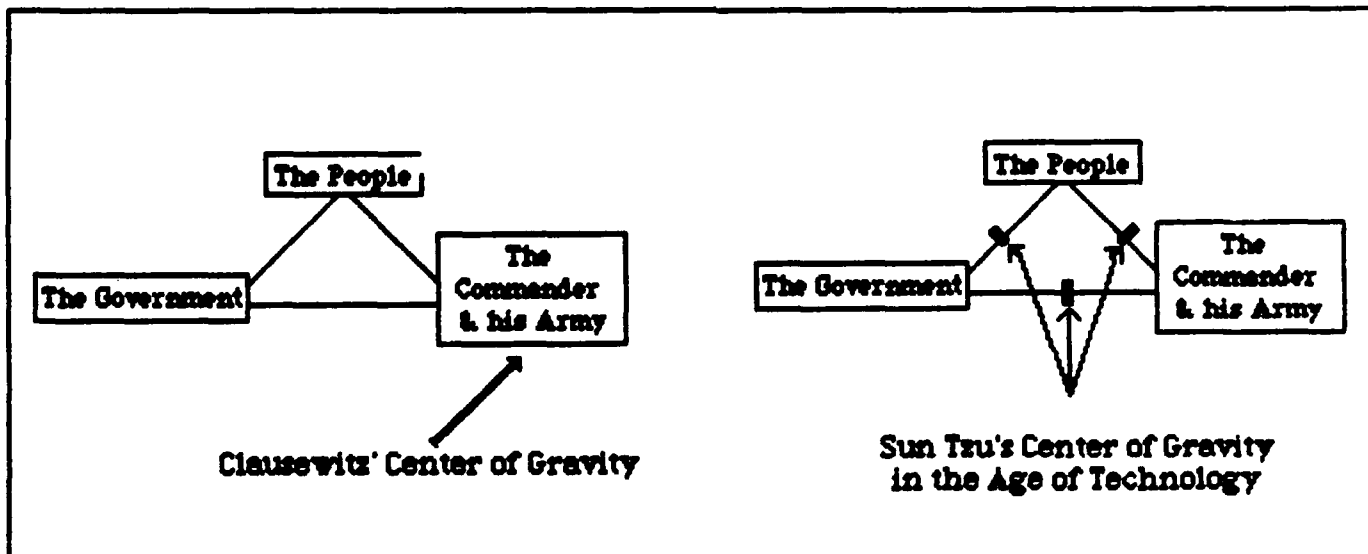 The People
The Government
The
Commander
& his Army
Clausewitz' Center of Gravity
The People
The Government
The
Commander
& his Army
Sun Tzu's Center of Gravity
in the Age of Technology